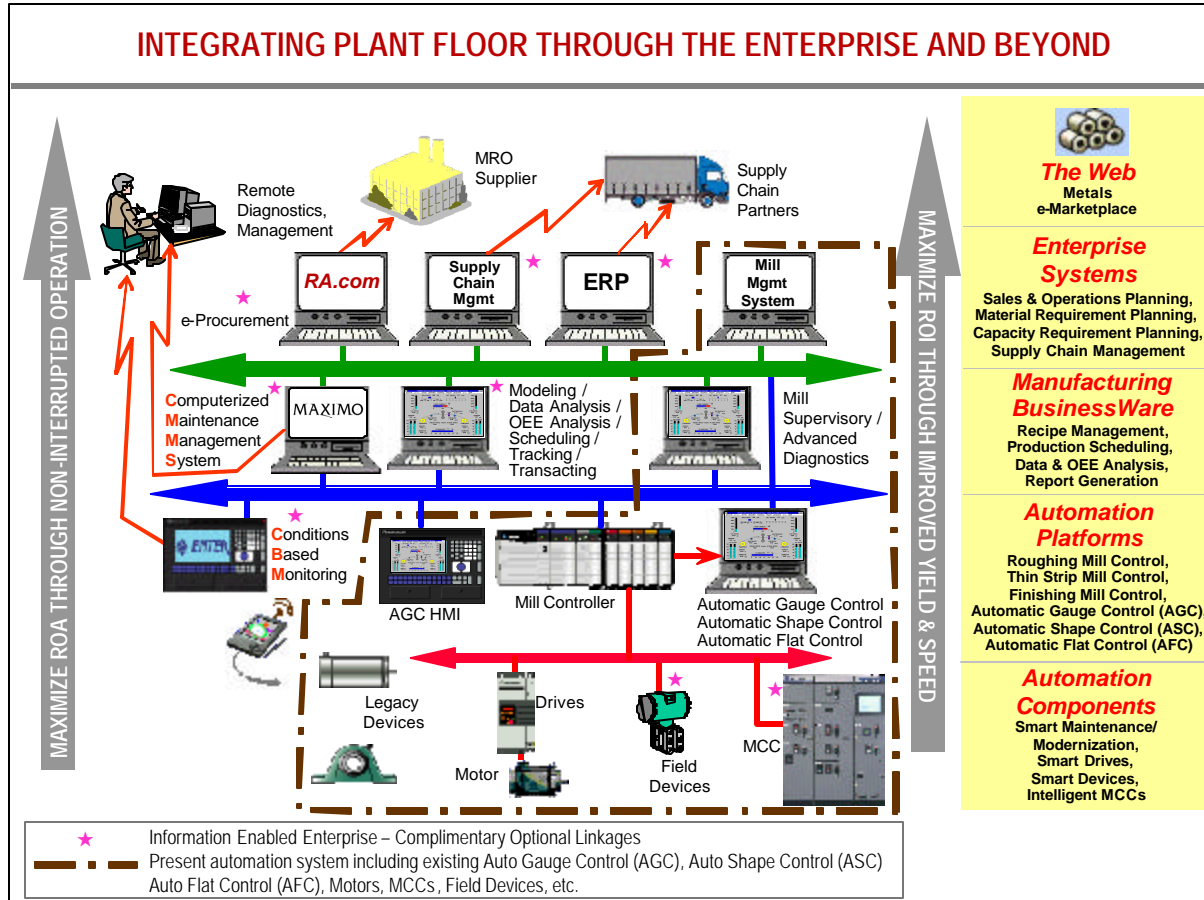 INTEGRATING PLANT FLOOR THROUGH THE ENTERPRISE AND BEYOND
MAXIMIZE ROA THROUGH NON-INTERRUPTED OPERATION
Remote
Diagnostics,
Management
MRO
Supplier
Supply
Chain
Partners
RA.com
Supply
Chain
Mgmt
ERP
Mill
Mgmt
System
e-Procurement
Computerized
Maintenance
Management
System
MAXIMO
Modeling /
Data Analysis /
OEE Analysis /
Scheduling /
Tracking /
Transacting
Mill
Supervisory /
Advanced
Diagnostics
ENTER
Conditions
Based
Monitoring
AGC HMI
Mill Controller
Automatic Gauge Control
Automatic Shape Control
Automatic Flat Control
Legacy
Devices
Drives
Motor
Field
Devices
MCC
MAXIMIZE ROI THROUGH IMPROVED YIELD & SPEED
The Web
Metals
e-Marketplace
Enterprise
Systems
Sales & Operations Planning,
Material Requirement Planning,
Capacity Requirement Planning,
Supply Chain Management
Manufacturing
BusinessWare
Recipe Management,
Production Scheduling,
Data & OEE Analysis,
Report Generation
Automation
Platforms
Roughing Mill Control,
Thin Strip Mill Control,
Finishing Mill Control,
Automatic Gauge Control (AGC),
Automatic Shape Control (ASC),
Automatic Flat Control (AFC)
Automation
Components
Smart Maintenance/
Modernization,
Smart Drives,
Smart Devices,
Intelligent MCCs
Information Enabled Enterprise – Complimentary Optional Linkages
Present automation system including existing Auto Gauge Control (AGC), Auto Shape Control (ASC)
Auto Flat Control (AFC), Motors, MCCs , Field Devices, etc.